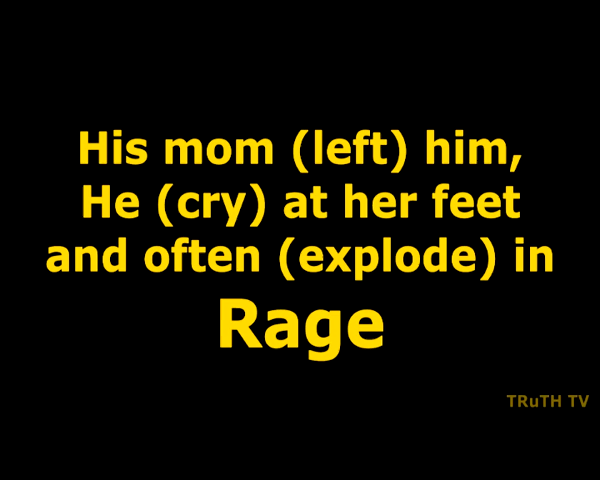 His mom (left) him,
He (cry) at her feet
and often (explode) in
Rage
TRuTH TV